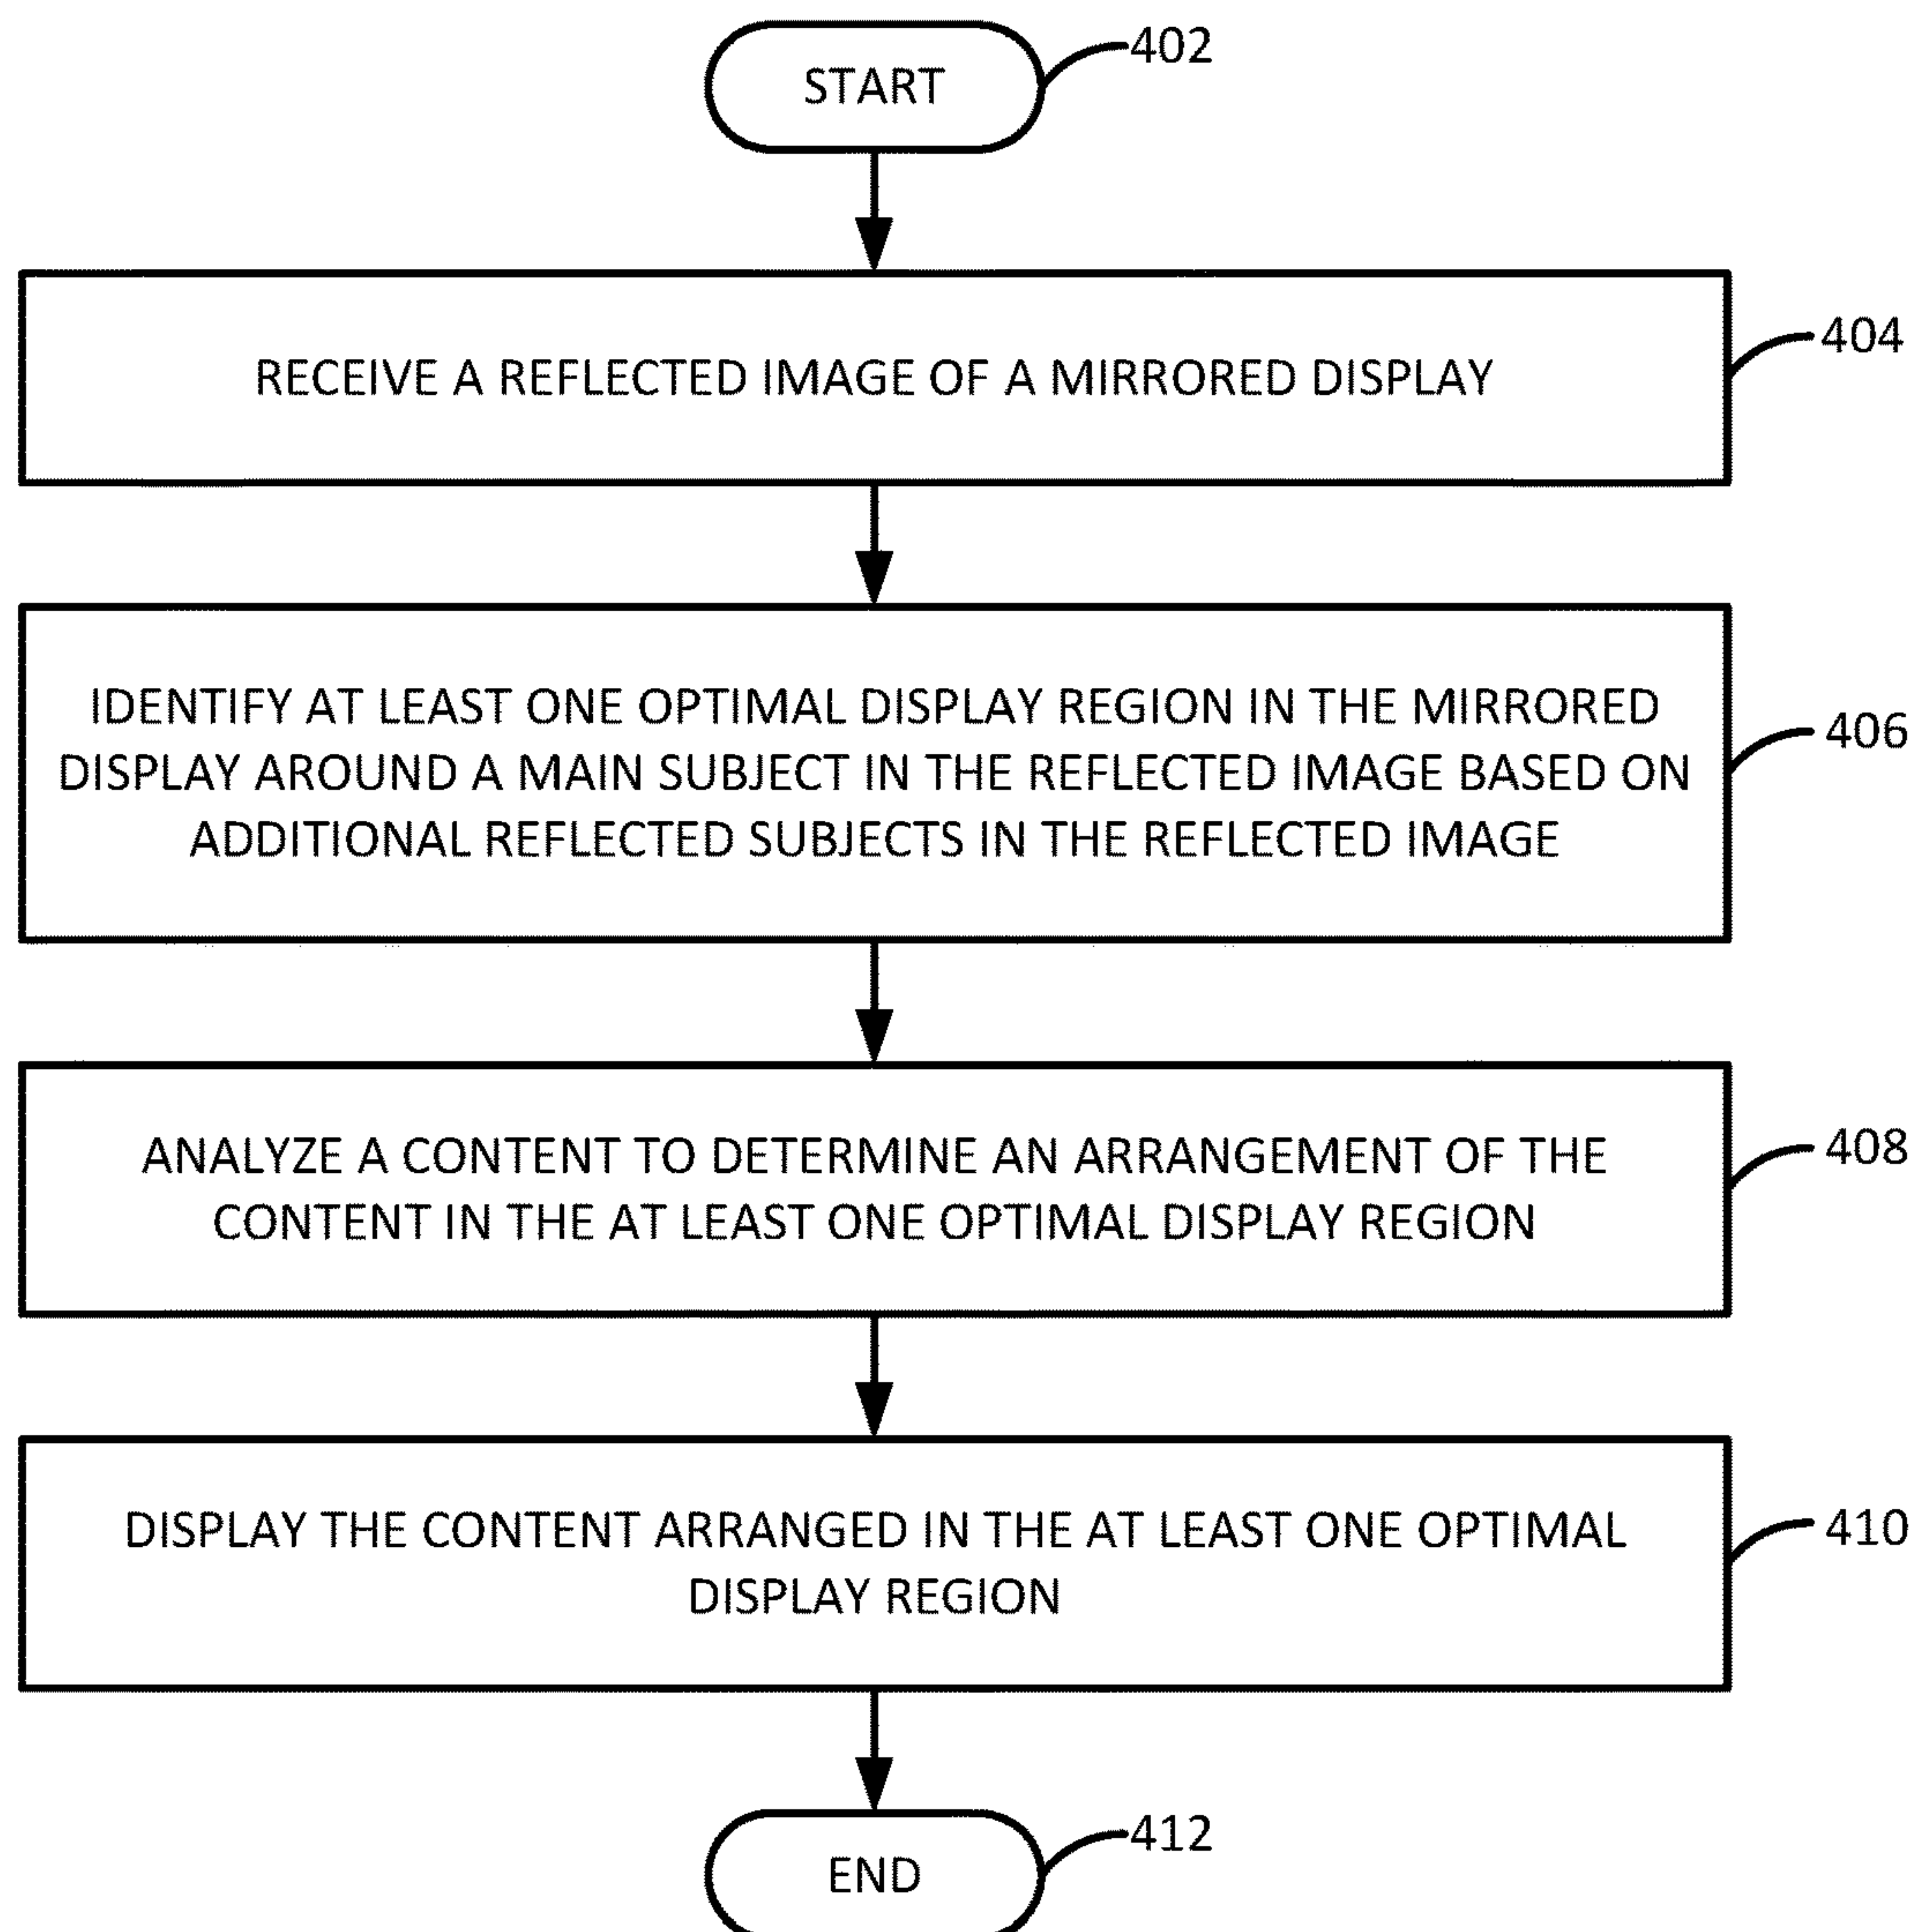 START
402
RECEIVE A REFLECTED IMAGE OF A MIRRORED DISPLAY
404
IDENTIFY AT LEAST ONE OPTIMAL DISPLAY REGION IN THE MIRRORED
DISPLAY AROUND A MAIN SUBJECT IN THE REFLECTED IMAGE BASED ON
ADDITIONAL REFLECTED SUBJECTS IN THE REFLECTED IMAGE
406
ANALYZE A CONTENT TO DETERMINE AN ARRANGEMENT OF THE
CONTENT IN THE AT LEAST ONE OPTIMAL DISPLAY REGION
408
DISPLAY THE CONTENT ARRANGED IN THE AT LEAST ONE OPTIMAL
DISPLAY REGION
410
END
412